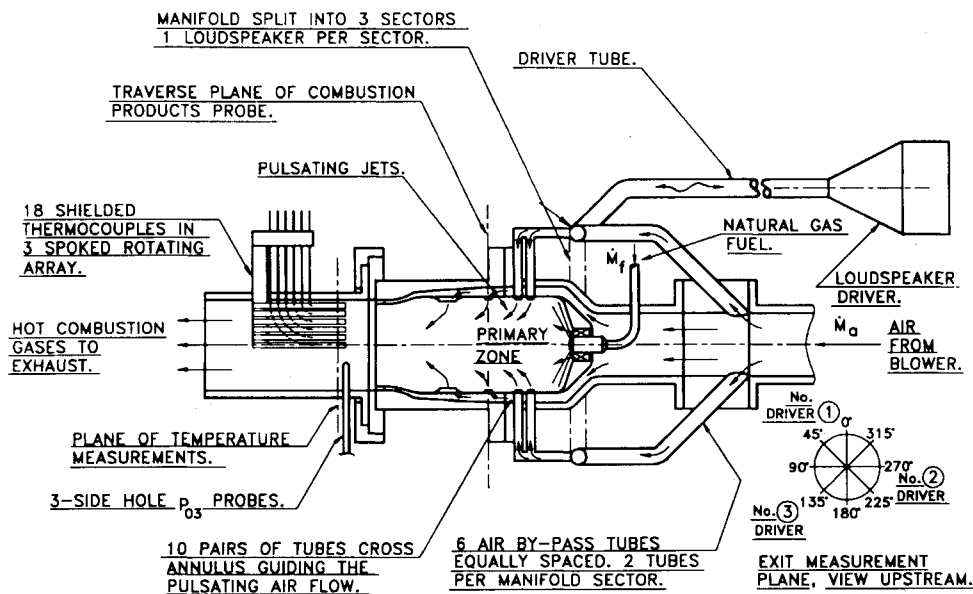 MANIFOLD SPLIT INTO 3 SECTORS
1 LOUDSPEAKER PER SECTOR.
DRIVER TUBE.
TRAVERSE PLANE OF COMBUSTION
PRODUCTS PROBE.
PULSATING JETS.
18 SHIELDED
THERMOCOUPLES IN
3 SPOKED ROTATING
ARRAY.
NATURAL GAS
FUEL.
Ṁf
LOUDSPEAKER
DRIVER.
HOT COMBUSTION
GASES TO
EXHAUST.
PRIMARY
ZONE
Ṁa
AIR
FROM
BLOWER.
PLANE OF TEMPERATURE
MEASUREMENTS.
3-SIDE HOLE P03 PROBES.
10 PAIRS OF TUBES CROSS
ANNULUS GUIDING THE
PULSATING AIR FLOW.
6 AIR BY-PASS TUBES
EQUALLY SPACED. 2 TUBES
PER MANIFOLD SECTOR.
No.
DRIVER ①
0°
45° 315°
90° 270°
No. ②
DRIVER
135° 225°
180°
No. ③
DRIVER
EXIT MEASUREMENT
PLANE, VIEW UPSTREAM.